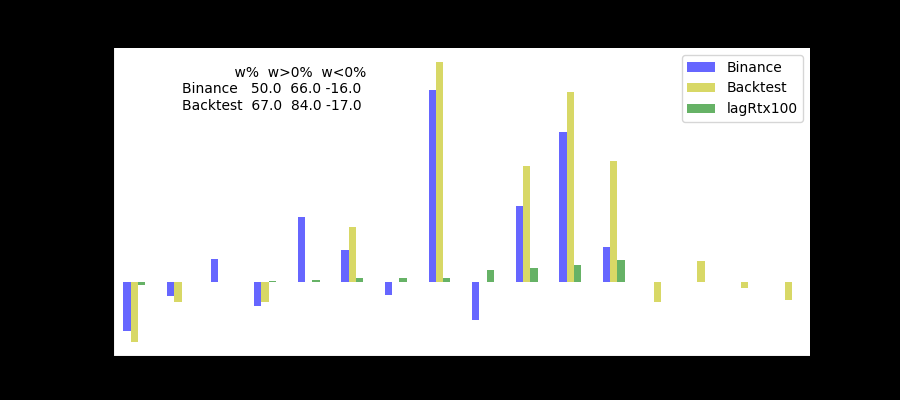 w% w>0% w<0%
Binance 50.0 66.0 -16.0
Backtest 67.0 84.0 -17.0
Binance
Backtest
lagRtx100